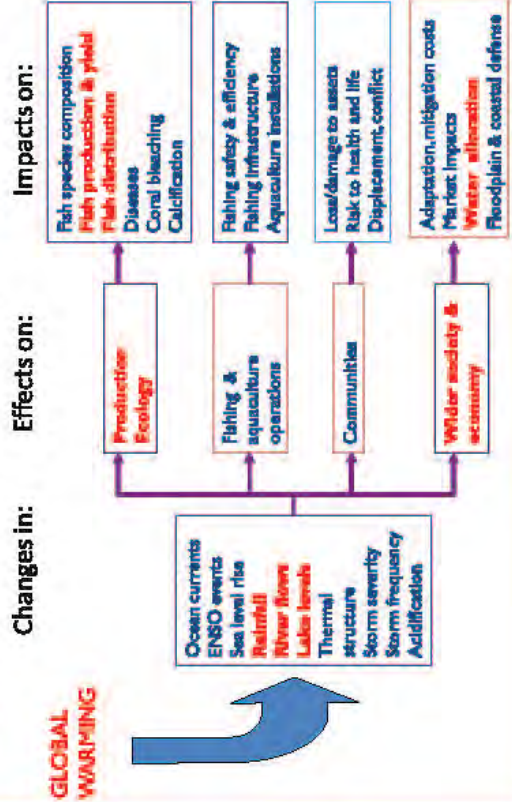 GLOBAL
WARMING
Changes in:
Ocean currents
ENSO events
Sea level rise
Rainfall
River flows
Lake levels
Thermal
structure
Storm severity
Storm frequency
Acidification
Effects on:
Production
Ecology
Fishing &
aquaculture
operations
Communities
Wider society &
economy
Impacts on:
Fish species composition
Fish production & yield
Fish distribution
Diseases
Coral bleaching
Calcification
Fishing safety & efficiency
Fishing infrastructure
Aquaculture installations
Loss/damage to assets
Risk to health and life
Displacement, conflict
Adaptation, mitigation costs
Market impacts
Water allocation
Floodplain & coastal defense